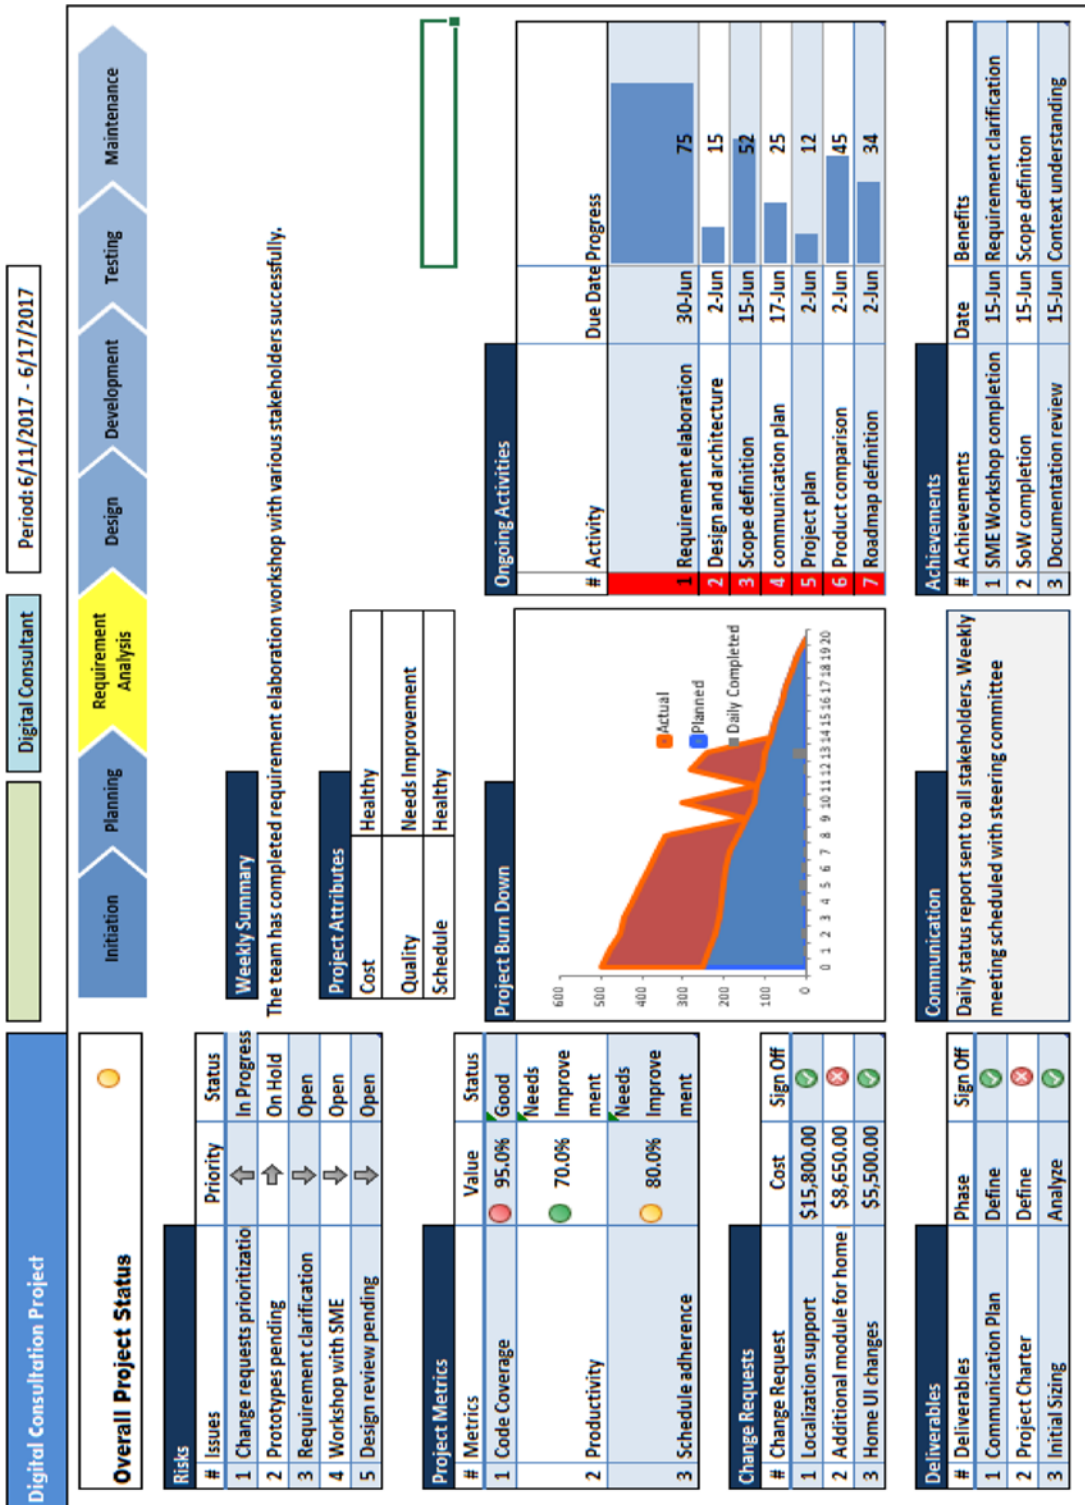 Digital Consultation Project
Digital Consultant
Period: 6/11/2017 - 6/17/2017
Overall Project Status
Initiation
Planning
Requirement
Analysis
Design
Development
Testing
Maintenance
Risks
# Issues Priority Status
1 Change requests prioritizatio In Progress
2 Prototypes pending On Hold
3 Requirement clarification Open
4 Workshop with SME Open
5 Design review pending Open
Weekly Summary
The team has completed requirement elaboration workshop with various stakeholders successfully.
Project Attributes
Cost Healthy
Quality Needs Improvement
Schedule Healthy
Project Metrics
# Metrics Value Status
1 Code Coverage 95.0% Good
2 Productivity 70.0% Needs
Improve
ment
3 Schedule adherence 80.0% Needs
Improve
ment
Project Burn Down
600
500
400
300
200
100
0
0 1 2 3 4 5 6 7 8 9 10 11 12 13 14 15 16 17 18 19 20
Actual
Planned
Daily Completed
Ongoing Activities
# Activity Due Date Progress
1 Requirement elaboration 30-Jun 75
2 Design and architecture 2-Jun 15
3 Scope definition 15-Jun 52
4 communication plan 17-Jun 25
5 Project plan 2-Jun 12
6 Product comparison 2-Jun 45
7 Roadmap definition 2-Jun 34
Change Requests
# Change Request Cost Sign Off
1 Localization support $15,800.00
2 Additional module for home $8,650.00
3 Home UI changes $5,500.00
Deliverables
# Deliverables Phase Sign Off
1 Communication Plan Define
2 Project Charter Define
3 Initial Sizing Analyze
Communication
Daily status report sent to all stakeholders. Weekly
meeting scheduled with steering committee
Achievements
# Achievements Date Benefits
1 SME Workshop completion 15-Jun Requirement clarification
2 SoW completion 15-Jun Scope definiton
3 Documentation review 15-Jun Context understanding